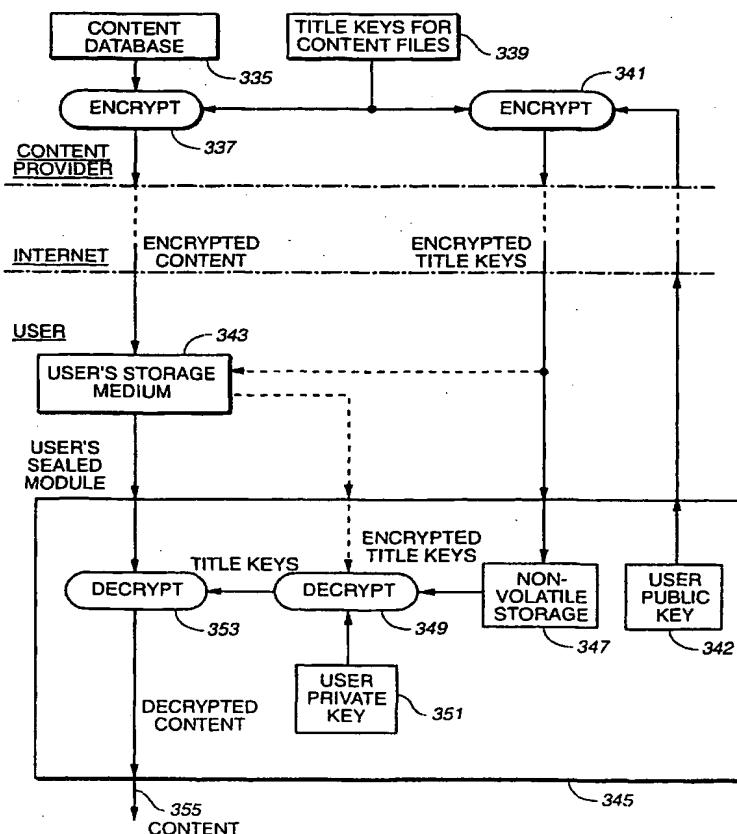 CONTENT
DATABASE
335
TITLE KEYS FOR
CONTENT FILES
339
341
ENCRYPT
337
ENCRYPT
CONTENT
PROVIDER
INTERNET
ENCRYPTED
CONTENT
ENCRYPTED
TITLE KEYS
USER
343
USER'S STORAGE
MEDIUM
USER'S
SEALED
MODULE
ENCRYPTED
TITLE KEYS
TITLE KEYS
DECRYPT
353
DECRYPT
349
NON-
VOLATILE
STORAGE
347
USER
PUBLIC
KEY
342
USER
PRIVATE
KEY
351
DECRYPTED
CONTENT
345
355
CONTENT